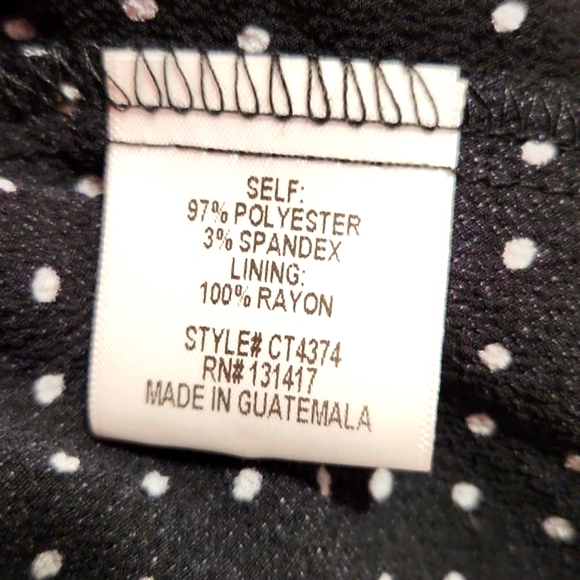 SELF:
97% POLYESTER
3% SPANDEX
LINING:
100% RAYON
STYLE# CT4374
RN# 131417
MADE IN GUATEMALA